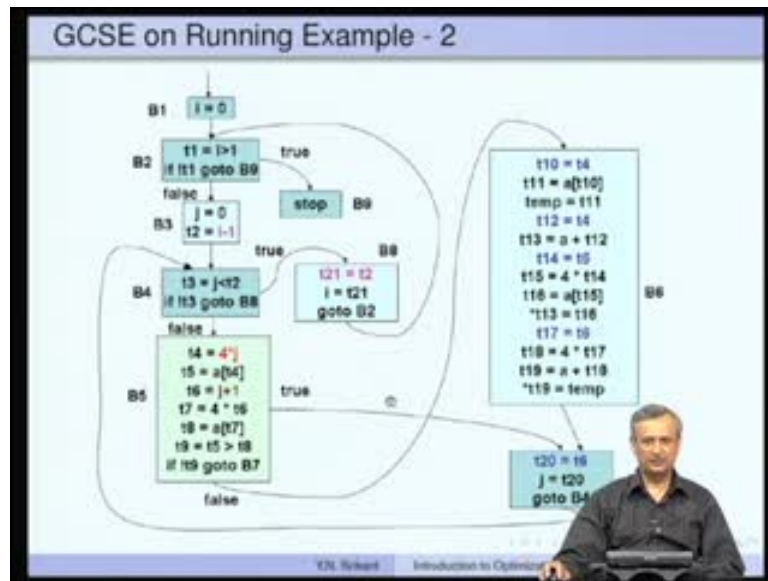 GCSE on Running Example - 2
B1
i = 0
B2
t1 = i>1
if !t1 goto B9
true
false
stop
B9
B3
j = 0
t2 = i-1
true
B8
B4
t3 = j<t2
if !t3 goto B8
t21 = t2
i = t21
goto B2
false
B5
t4 = 4*j
t5 = a[t4]
t6 = j+1
t7 = 4 * t6
t8 = a[t7]
t9 = t5 > t8
if !t9 goto B7
true
false
t10 = t4
t11 = a[t10]
temp = t11
t12 = t4
t13 = a + t12
t14 = t6
t15 = 4 * t14
t16 = a[t15]
*t13 = t16
t17 = t6
t18 = 4 * t17
t19 = a + t18
*t19 = temp
B6
t20 = t6
j = t20
goto B4
Y.N. Srikant
Introduction to